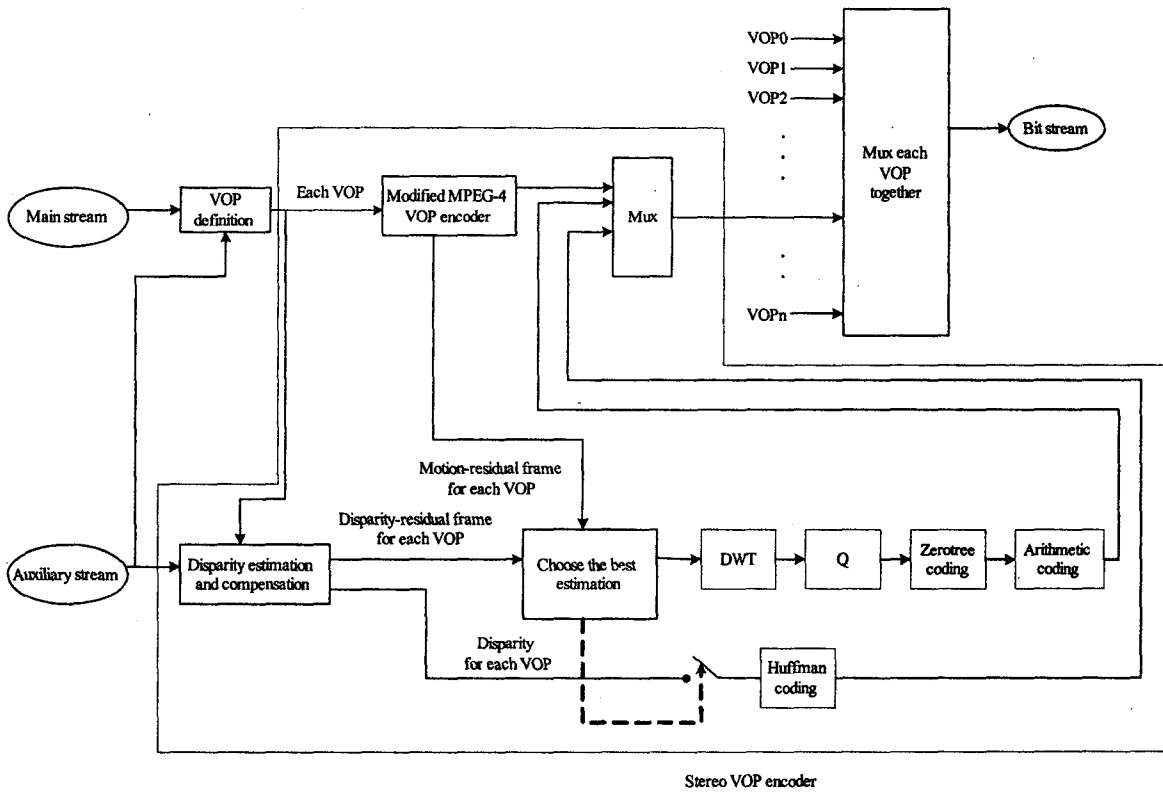 VOP0
VOP1
VOP2
Mux each
VOP
together
Bit stream
Main stream
VOP
definition
Each VOP
Modified MPEG-4
VOP encoder
Mux
VOPn
Motion-residual frame
for each VOP
Disparity-residual frame
for each VOP
Auxiliary stream
Disparity estimation
and compensation
Choose the best
estimation
DWT
Q
Zerotree
coding
Arithmetic
coding
Disparity
for each VOP
Huffman
coding
Stereo VOP encoder